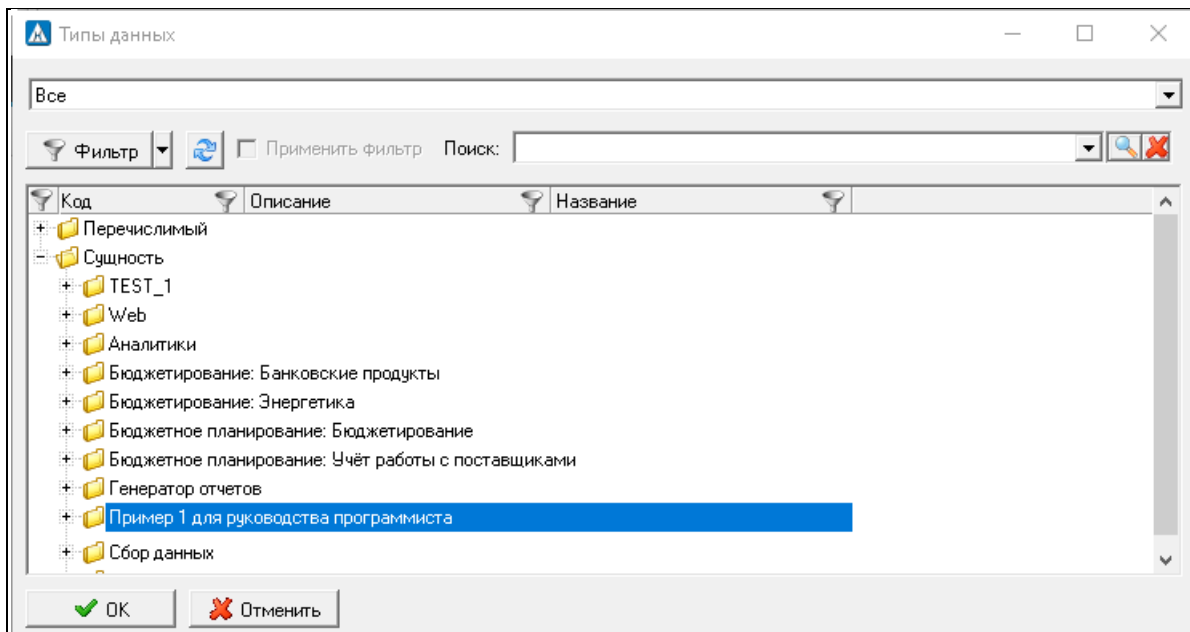 Типы данных
Все
Фильтр Применить фильтр Поиск:
Код Описание Название
Перечислимый
Сущность
TEST_1
Web
Аналитики
Бюджетирование: Банковские продукты
Бюджетирование: Энергетика
Бюджетное планирование: Бюджетирование
Бюджетное планирование: Учёт работы с поставщиками
Генератор отчетов
Пример 1 для руководства программиста
Сбор данных
OK Отменить